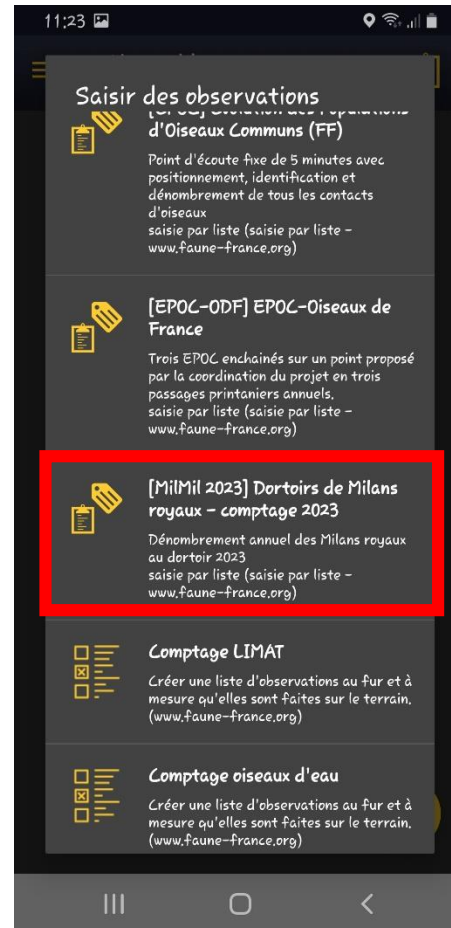 11:23
Saisir des observations
d'Oiseaux Communs (FF)
Point d'écoute fixe de 5 minutes avec
positionnement, identification et
dénombrement de tous les contacts
d'oiseaux
saisie par liste (saisie par liste -
www.faune-france.org)
[EPOC-ODF] EPOC-Oiseaux de
France
Trois EPOC enchainés sur un point proposé
par la coordination du projet en trois
passages printaniers annuels.
saisie par liste (saisie par liste -
www.faune-france.org)
[MilMil 2023] Dortoirs de Milans
royaux - comptage 2023
Dénombrement annuel des Milans royaux
au dortoir 2023
saisie par liste (saisie par liste -
www.faune-france.org)
Comptage LIMAT
Créer une liste d'observations au fur et à
mesure qu'elles sont faites sur le terrain.
(www.faune-france.org)
Comptage oiseaux d'eau
Créer une liste d'observations au fur et à
mesure qu'elles sont faites sur le terrain.
(www.faune-france.org)